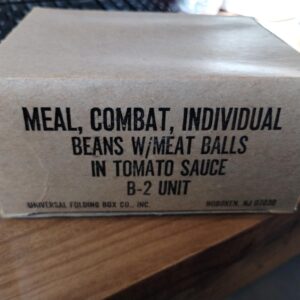 MEAL, COMBAT, INDIVIDUAL
BEANS W/MEAT BALLS
IN TOMATO SAUCE
B-2 UNIT
UNIVERSAL FOLDING BOX CO., INC. HOBOKEN, NJ 07030